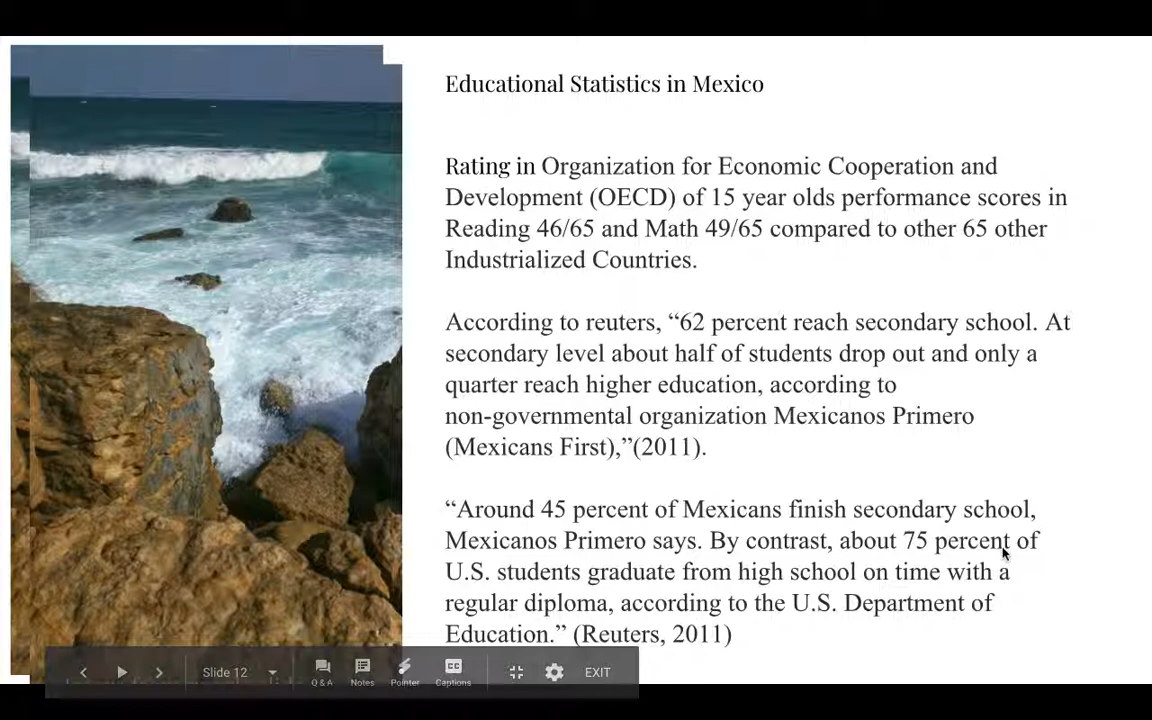 Educational Statistics in Mexico
Rating in Organization for Economic Cooperation and
Development (OECD) of 15 year olds performance scores in
Reading 46/65 and Math 49/65 compared to other 65 other
Industrialized Countries.
According to reuters, “62 percent reach secondary school. At
secondary level about half of students drop out and only a
quarter reach higher education, according to
non-governmental organization Mexicanos Primero
(Mexicans First),”(2011).
“Around 45 percent of Mexicans finish secondary school,
Mexicanos Primero says. By contrast, about 75 percent of
U.S. students graduate from high school on time with a
regular diploma, according to the U.S. Department of
Education.” (Reuters, 2011)
Slide 12
Q & A
Notes
Pointer
CC
Captions
EXIT